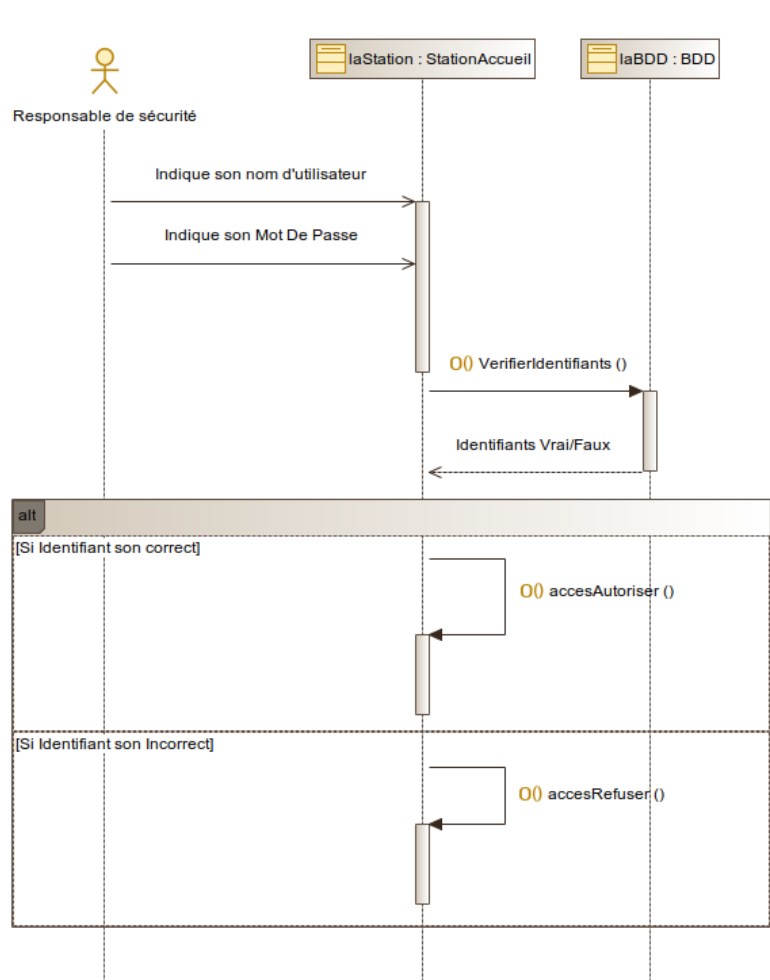 laStation : StationAccueil
laBDD : BDD
Responsable de sécurité
Indique son nom d'utilisateur
Indique son Mot De Passe
O() VerifierIdentifiants ()
Identifiants Vrai/Faux
alt
[Si Identifiant son correct]
O() accesAutoriser ()
[Si Identifiant son Incorrect]
O() accesRefuser ()